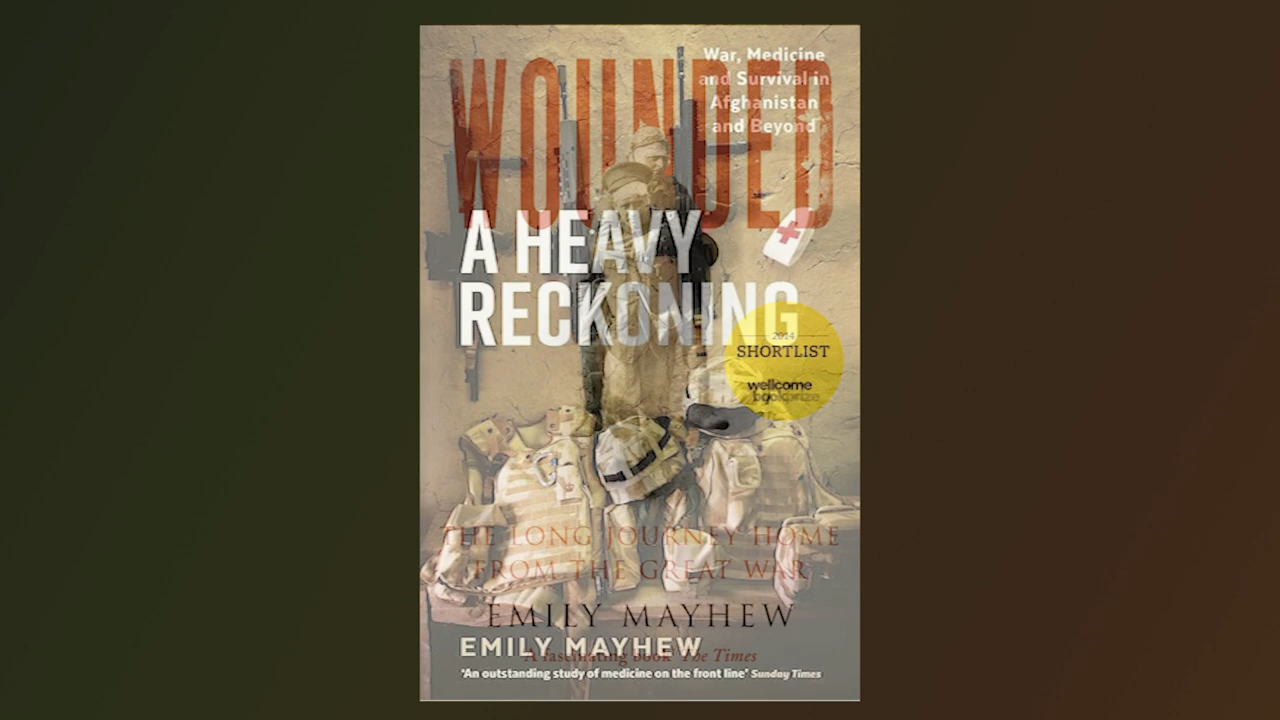 War, Medicine
and Survival in
Afghanistan
and Beyond
WOUNDED
A HEAVY
RECKONING
2014
SHORTLIST
wellcome
book prize
THE LONG JOURNEY HOME
FROM THE GREAT WAR
EMILY MAYHEW
EMILY MAYHEW
'A fascinating book' The Times
'An outstanding study of medicine on the front line' Sunday Times